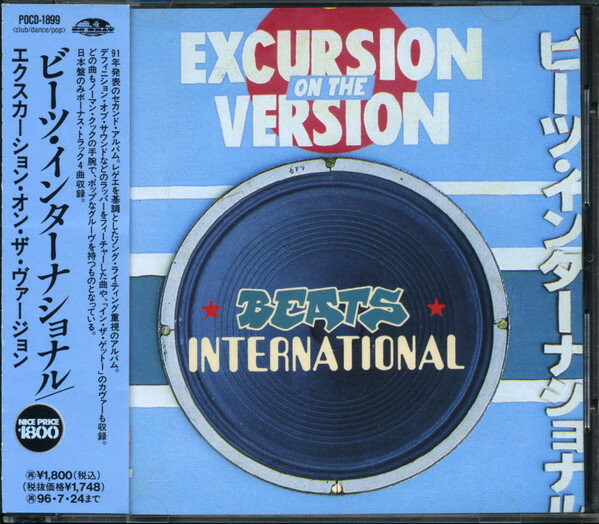 POCD-1899
<club/dance/pop>
ビーツ・インターナショナル/
エクスカーション・オン・ザ・ヴァージョン
91年発表のセカンド・アルバム。レゲエを基調としたソング・ライティング重視のアルバム。
デフィニション・オブ・サウンドなどのラッパーをフィーチャーした曲や、「イン・ザ・ゲットー」のカヴァーも収録。
どの曲もノーマン・クックの手腕で、ポップなグルーヴを持つものとなっている。
日本盤のみボーナス・トラック4曲収録。
NICE PRICE
¥1800
再¥1,800(税込)
(税抜価格¥1,748)
再96・7・24まで
EXCURSION
ON THE
VERSION
649
BEATS
INTERNATIONAL
ビーツ・インターナショナル